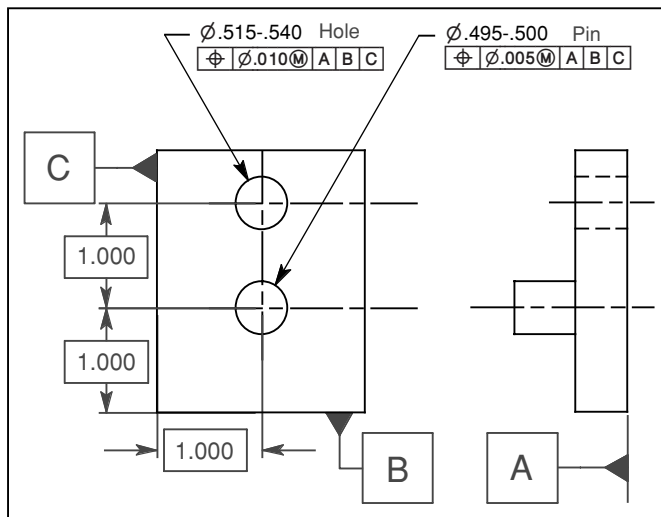 Ø.515-.540 Hole
⌖ Ø.010Ⓜ A B C
Ø.495-.500 Pin
⌖ Ø.005Ⓜ A B C
C
1.000
1.000
1.000
B
A